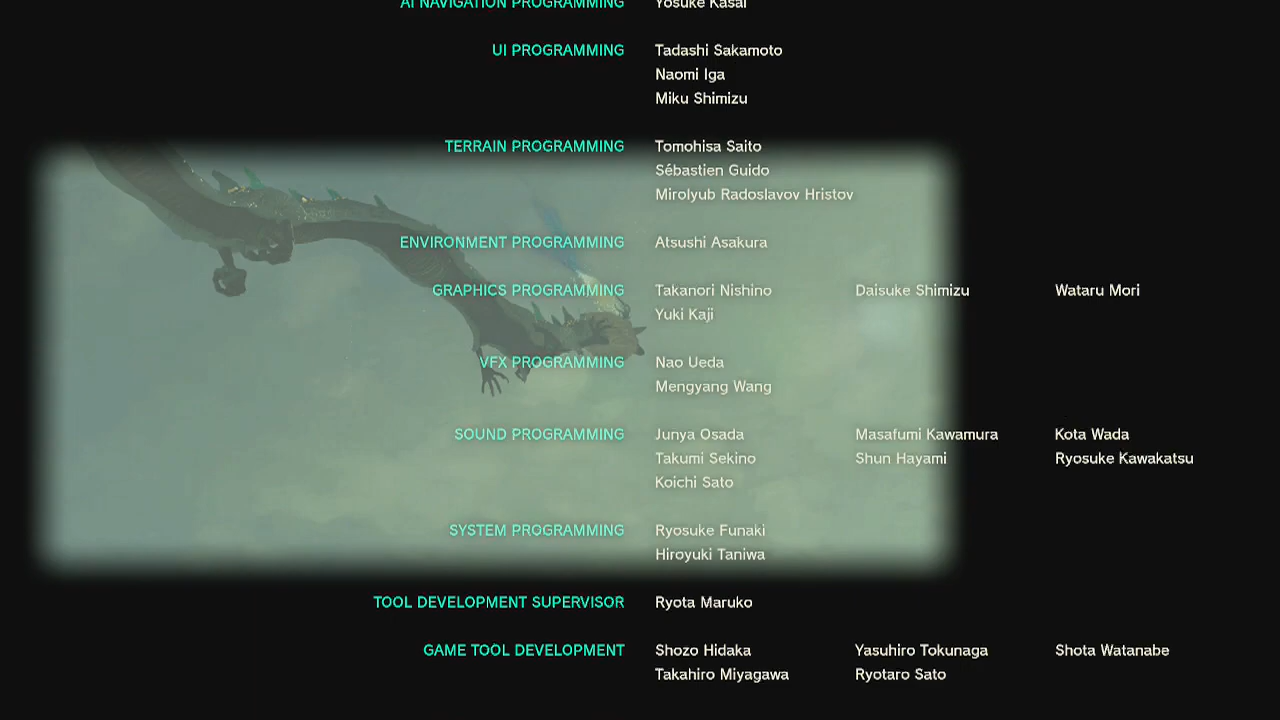 AI NAVIGATION PROGRAMMING Yosuke Kasai
UI PROGRAMMING Tadashi Sakamoto
Naomi Iga
Miku Shimizu
TERRAIN PROGRAMMING Tomohisa Saito
Sébastien Guido
Mirolyub Radoslavov Hristov
ENVIRONMENT PROGRAMMING Atsushi Asakura
GRAPHICS PROGRAMMING Takanori Nishino Daisuke Shimizu Wataru Mori
Yuki Kaji
VFX PROGRAMMING Nao Ueda
Mengyang Wang
SOUND PROGRAMMING Junya Osada Masafumi Kawamura Kota Wada
Takumi Sekino Shun Hayami Ryosuke Kawakatsu
Koichi Sato
SYSTEM PROGRAMMING Ryosuke Funaki
Hiroyuki Taniwa
TOOL DEVELOPMENT SUPERVISOR Ryota Maruko
GAME TOOL DEVELOPMENT Shozo Hidaka Yasuhiro Tokunaga Shota Watanabe
Takahiro Miyagawa Ryotaro Sato